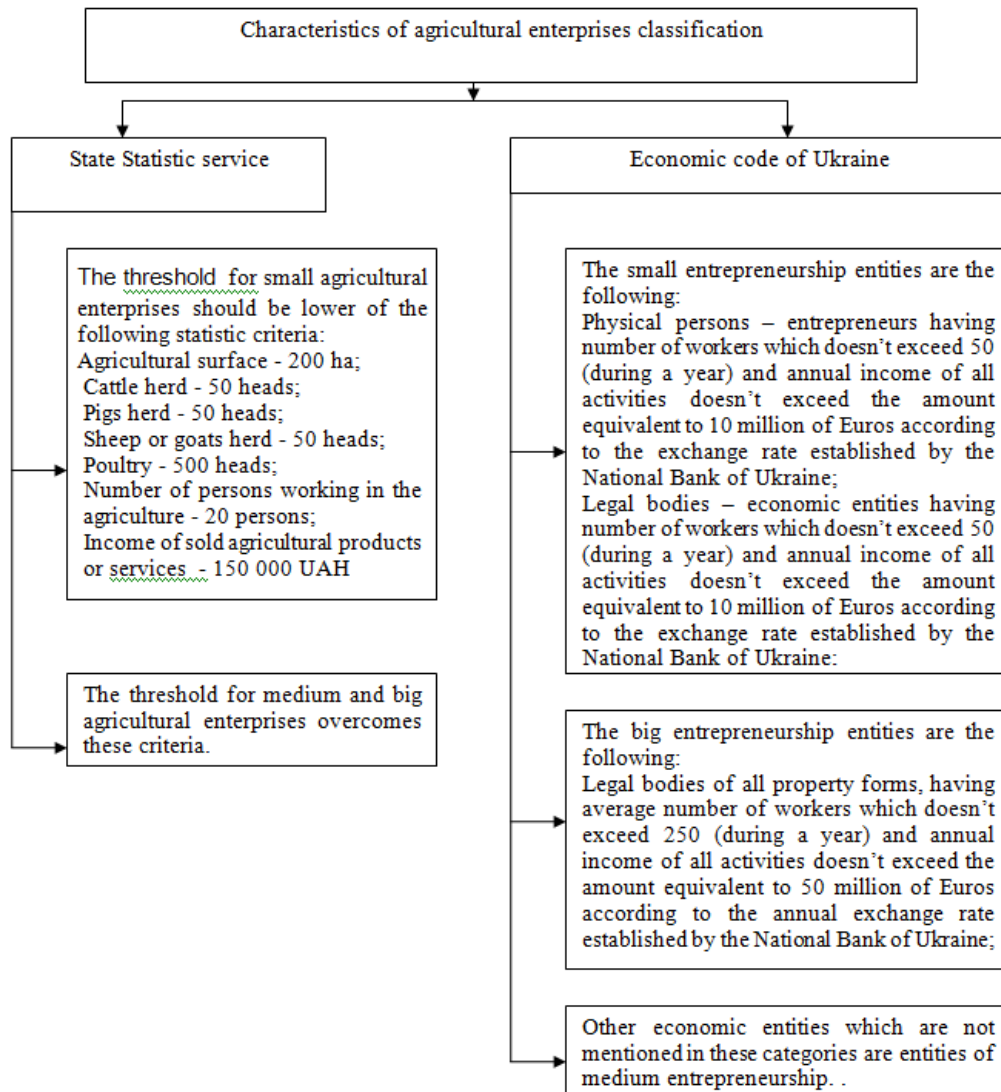 Characteristics of agricultural enterprises classification
State Statistic service
The threshold for small agricultural
enterprises should be lower of the
following statistic criteria:
Agricultural surface - 200 ha;
Cattle herd - 50 heads;
Pigs herd - 50 heads;
Sheep or goats herd - 50 heads;
Poultry - 500 heads;
Number of persons working in the
agriculture - 20 persons;
Income of sold agricultural products
or services - 150 000 UAH
The threshold for medium and big
agricultural enterprises overcomes
these criteria.
Economic code of Ukraine
The small entrepreneurship entities are the
following:
Physical persons – entrepreneurs having
number of workers which doesn’t exceed 50
(during a year) and annual income of all
activities doesn’t exceed the amount
equivalent to 10 million of Euros according
to the exchange rate established by the
National Bank of Ukraine;
Legal bodies – economic entities having
number of workers which doesn’t exceed 50
(during a year) and annual income of all
activities doesn’t exceed the amount
equivalent to 10 million of Euros according
to the exchange rate established by the
National Bank of Ukraine:
The big entrepreneurship entities are the
following:
Legal bodies of all property forms, having
average number of workers which doesn’t
exceed 250 (during a year) and annual
income of all activities doesn’t exceed the
amount equivalent to 50 million of Euros
according to the annual exchange rate
established by the National Bank of Ukraine;
Other economic entities which are not
mentioned in these categories are entities of
medium entrepreneurship. .